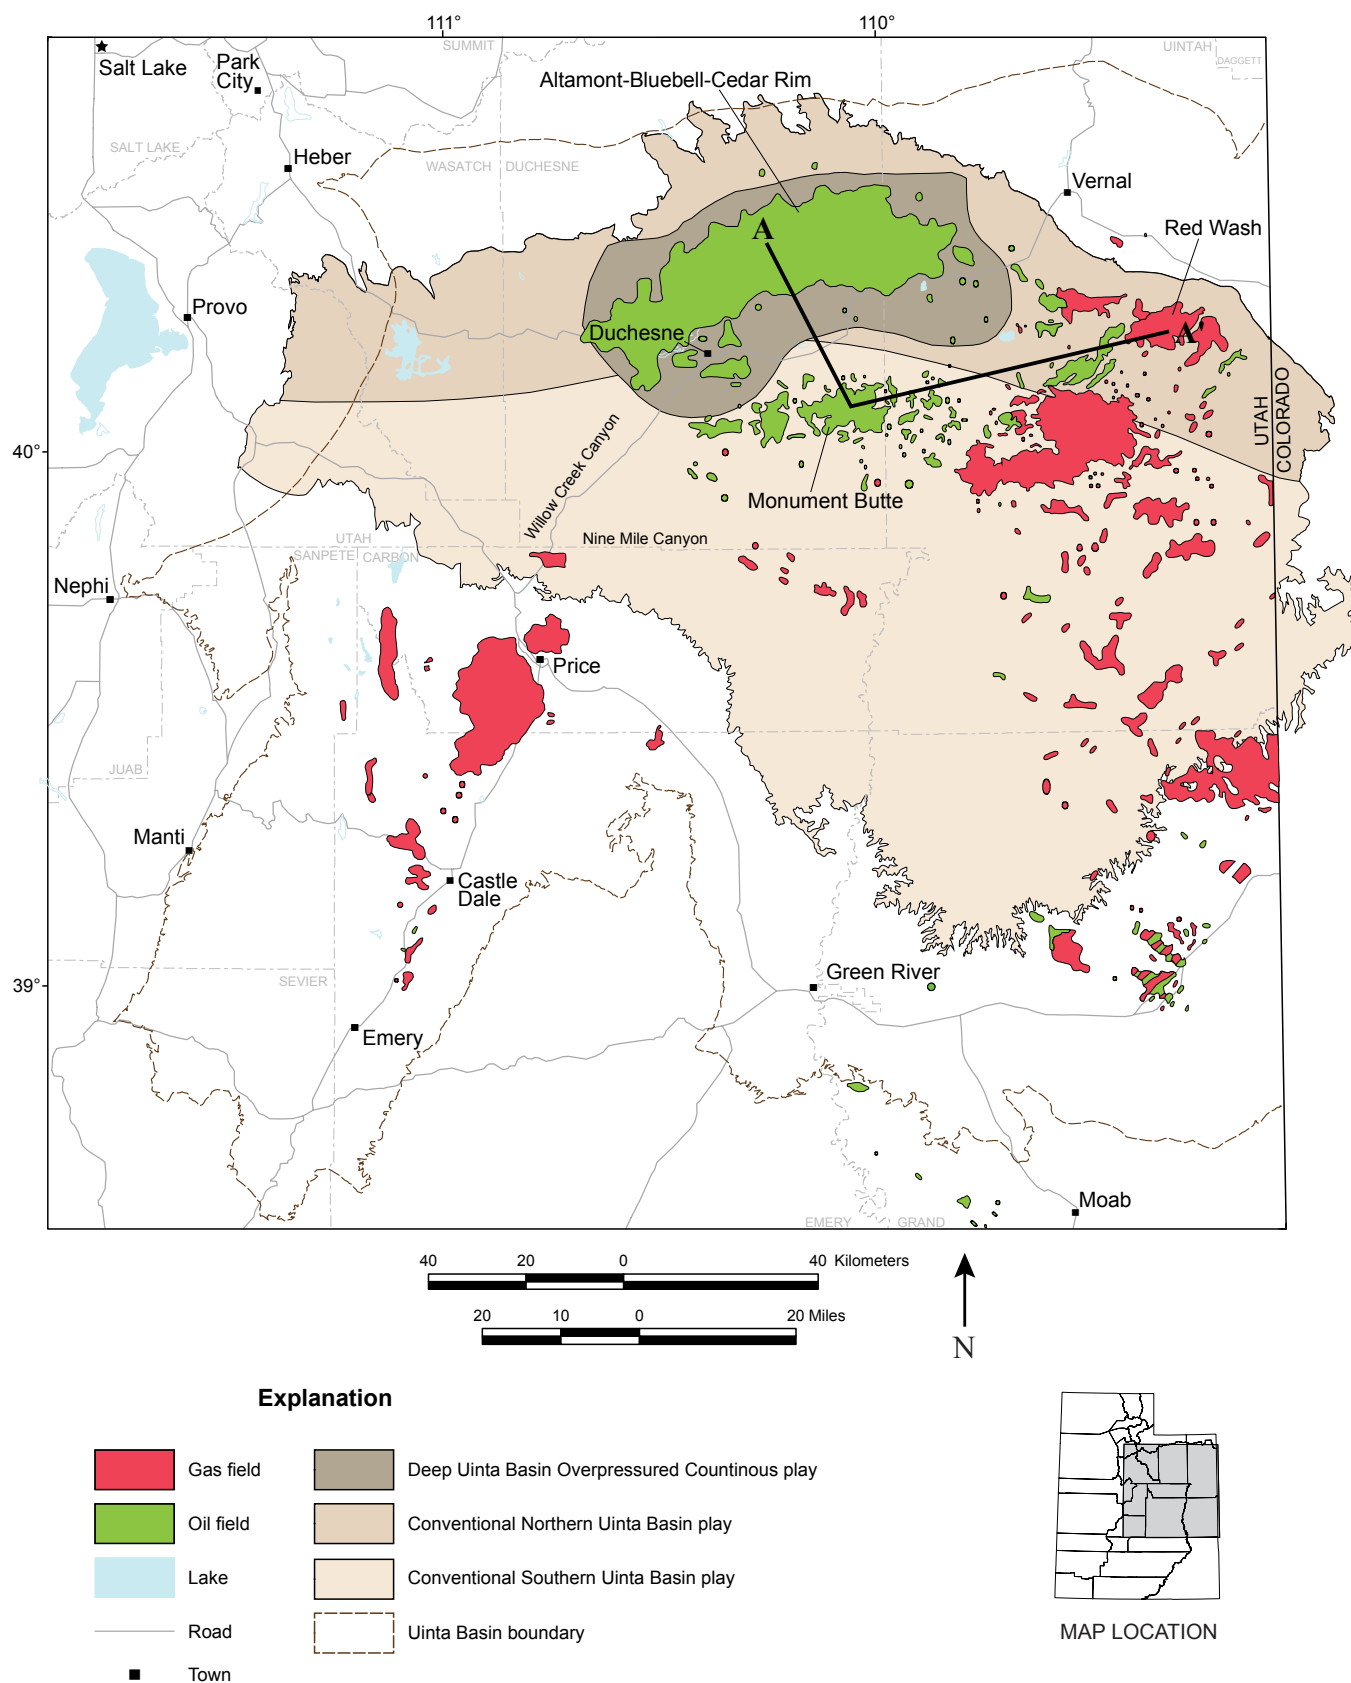 111°
110°
SUMMIT
UINTAH
DAGGETT
Salt Lake
Park
City
Altamont-Bluebell-Cedar Rim
SALT LAKE
Heber
WASATCH
DUCHESNE
Vernal
A
Red Wash
Provo
Duchesne
A'
UTAH
COLORADO
40°
Willow Creek Canyon
Monument Butte
UTAH
Nine Mile Canyon
SANPETE
CARBON
Nephi
Price
JUAB
Manti
Castle
Dale
39°
SEVIER
Green River
Emery
Moab
EMERY
GRAND
40 20 0 40 Kilometers
20 10 0 20 Miles
N
Explanation
Gas field
Deep Uinta Basin Overpressured Countinous play
Oil field
Conventional Northern Uinta Basin play
Lake
Conventional Southern Uinta Basin play
Road
Uinta Basin boundary
Town
MAP LOCATION